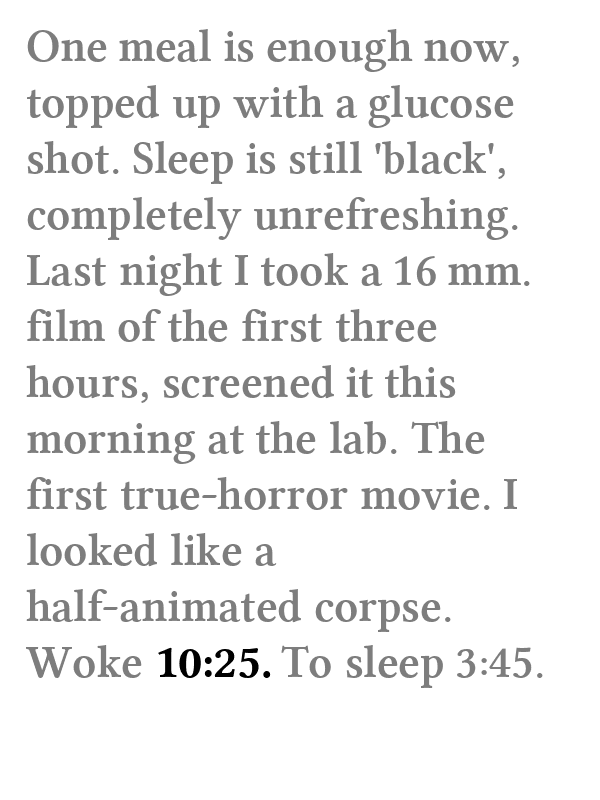 One meal is enough now,
topped up with a glucose
shot. Sleep is still 'black',
completely unrefreshing.
Last night I took a 16 mm.
film of the first three
hours, screened it this
morning at the lab. The
first true-horror movie. I
looked like a
half-animated corpse.
Woke 10:25. To sleep 3:45.